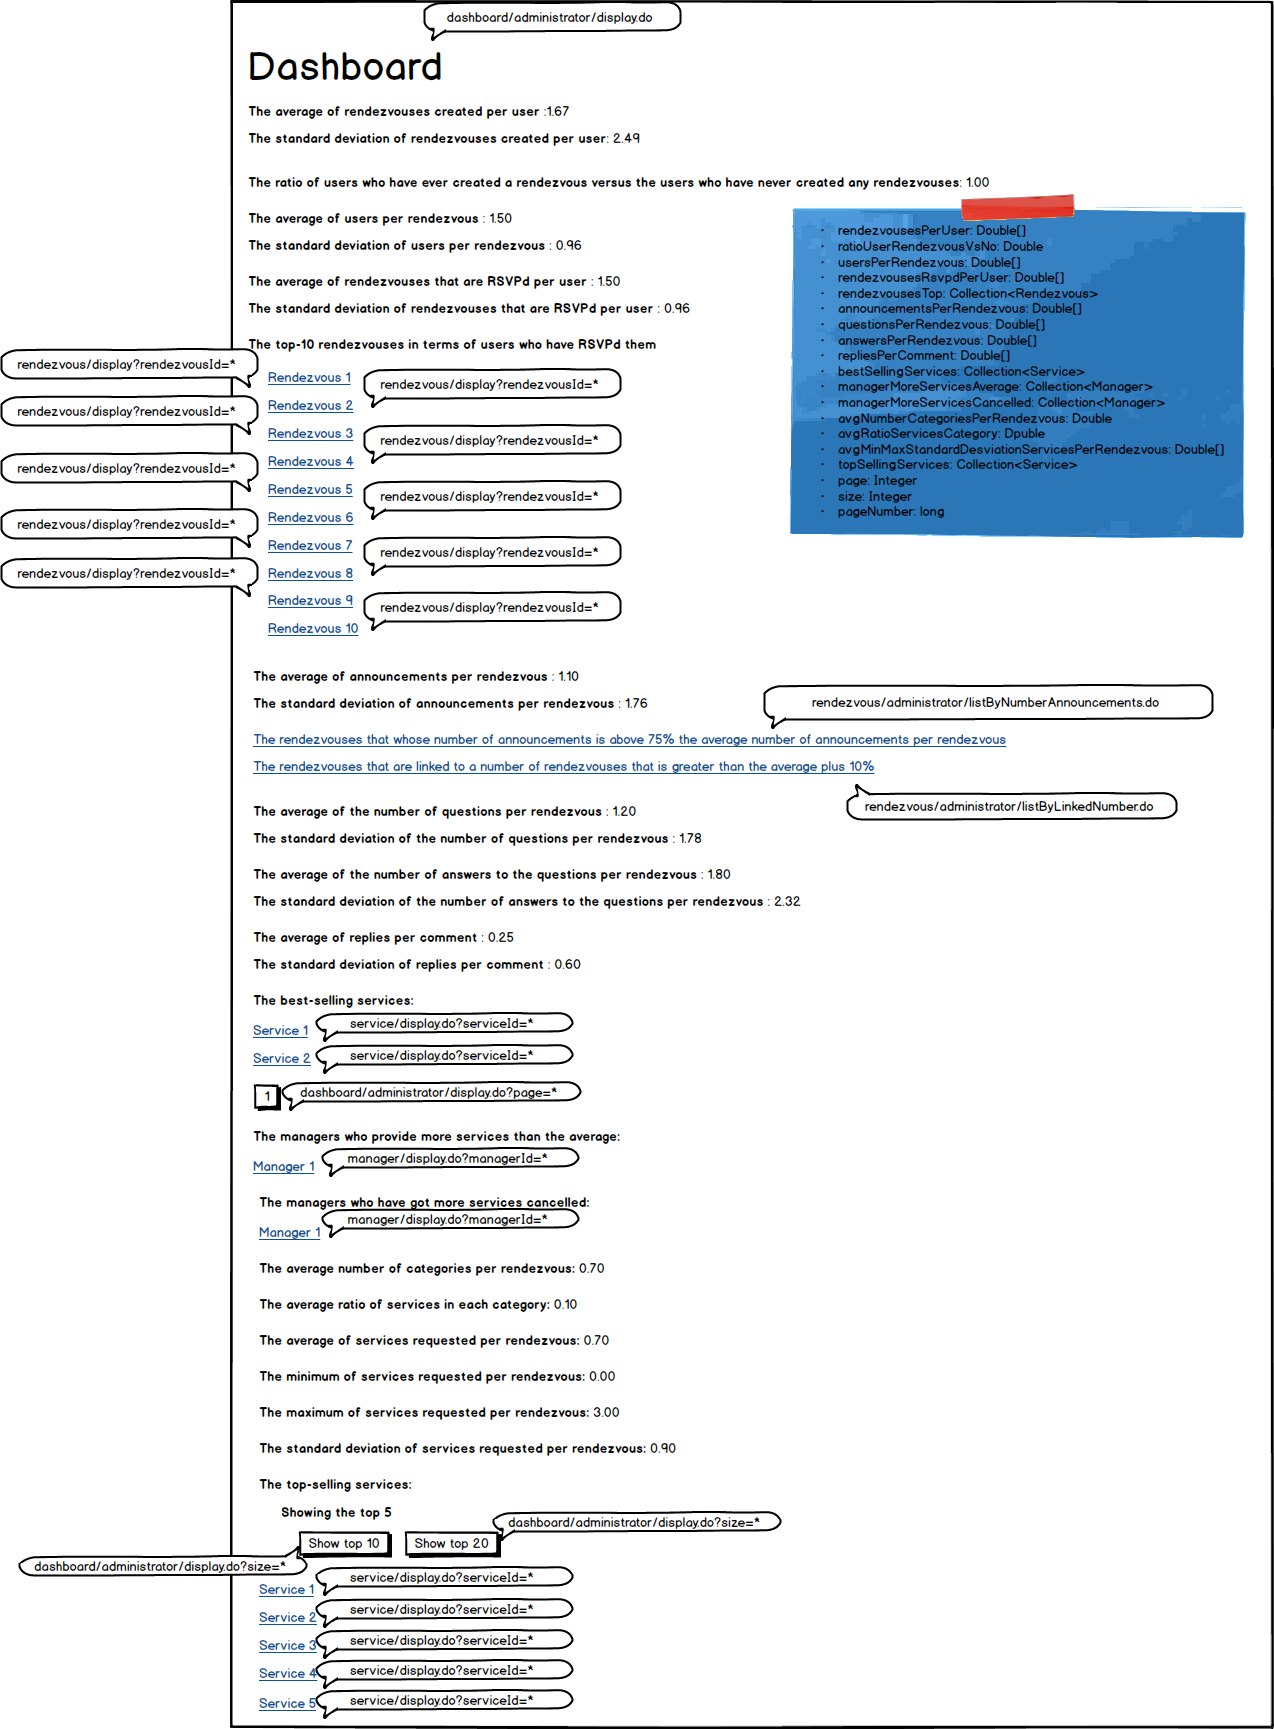 dashboard/administrator/display.do
Dashboard
The average of rendezvouses created per user :1.67
The standard deviation of rendezvouses created per user: 2.49
The ratio of users who have ever created a rendezvous versus the users who have never created any rendezvouses: 1.00
The average of users per rendezvous : 1.50
The standard deviation of users per rendezvous : 0.96
The average of rendezvouses that are RSVPd per user : 1.50
The standard deviation of rendezvouses that are RSVPd per user : 0.96
· rendezvousesPerUser: Double[]
· ratioUserRendezvousVsNo: Double
· usersPerRendezvous: Double[]
· rendezvousesRsvpdPerUser: Double[]
· rendezvousesTop: Collection<Rendezvous>
· announcementsPerRendezvous: Double[]
· questionsPerRendezvous: Double[]
· answersPerRendezvous: Double[]
· repliesPerComment: Double[]
· bestSellingServices: Collection<Service>
· managerMoreServicesAverage: Collection<Manager>
· managerMoreServicesCancelled: Collection<Manager>
· avgNumberCategoriesPerRendezvous: Double
· avgRatioServicesCategory: Dpuble
· avgMinMaxStandardDesviationServicesPerRendezvous: Double[]
· topSellingServices: Collection<Service>
· page: Integer
· size: Integer
· pageNumber: long
The top-10 rendezvouses in terms of users who have RSVPd them
rendezvous/display?rendezvousId=*
Rendezvous 1
rendezvous/display?rendezvousId=*
Rendezvous 2
rendezvous/display?rendezvousId=*
Rendezvous 3
rendezvous/display?rendezvousId=*
Rendezvous 4
rendezvous/display?rendezvousId=*
Rendezvous 5
rendezvous/display?rendezvousId=*
Rendezvous 6
rendezvous/display?rendezvousId=*
Rendezvous 7
rendezvous/display?rendezvousId=*
Rendezvous 8
rendezvous/display?rendezvousId=*
Rendezvous 9
rendezvous/display?rendezvousId=*
Rendezvous 10
The average of announcements per rendezvous : 1.10
The standard deviation of announcements per rendezvous : 1.76
rendezvous/administrator/listByNumberAnnouncements.do
The rendezvouses that whose number of announcements is above 75% the average number of announcements per rendezvous
The rendezvouses that are linked to a number of rendezvouses that is greater than the average plus 10%
rendezvous/administrator/listByLinkedNumber.do
The average of the number of questions per rendezvous : 1.20
The standard deviation of the number of questions per rendezvous : 1.78
The average of the number of answers to the questions per rendezvous : 1.80
The standard deviation of the number of answers to the questions per rendezvous : 2.32
The average of replies per comment : 0.25
The standard deviation of replies per comment : 0.60
The best-selling services:
Service 1
service/display.do?serviceId=*
Service 2
service/display.do?serviceId=*
1
dashboard/administrator/display.do?page=*
The managers who provide more services than the average:
Manager 1
manager/display.do?managerId=*
The managers who have got more services cancelled:
Manager 1
manager/display.do?managerId=*
The average number of categories per rendezvous: 0.70
The average ratio of services in each category: 0.10
The average of services requested per rendezvous: 0.70
The minimum of services requested per rendezvous: 0.00
The maximum of services requested per rendezvous: 3.00
The standard deviation of services requested per rendezvous: 0.90
The top-selling services:
Showing the top 5
dashboard/administrator/display.do?size=*
Show top 10
Show top 20
dashboard/administrator/display.do?size=*
Service 1
service/display.do?serviceId=*
Service 2
service/display.do?serviceId=*
Service 3
service/display.do?serviceId=*
Service 4
service/display.do?serviceId=*
Service 5
service/display.do?serviceId=*